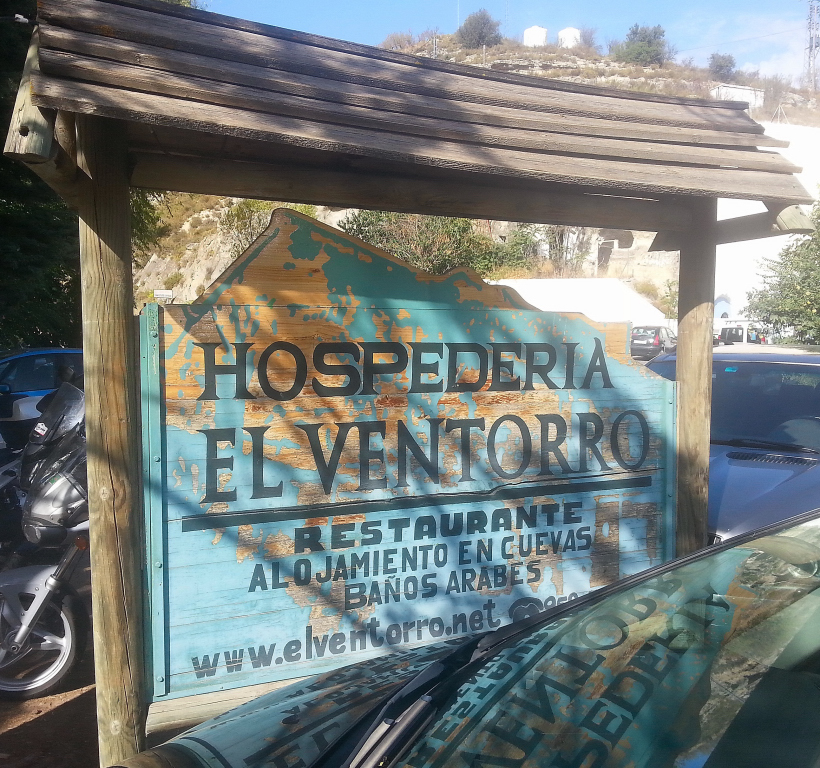 HOSPEDERIA
EL VENTORRO
RESTAURANTE
ALOJAMIENTO EN CUEVAS
BAÑOS ARABES
www.elventorro.net